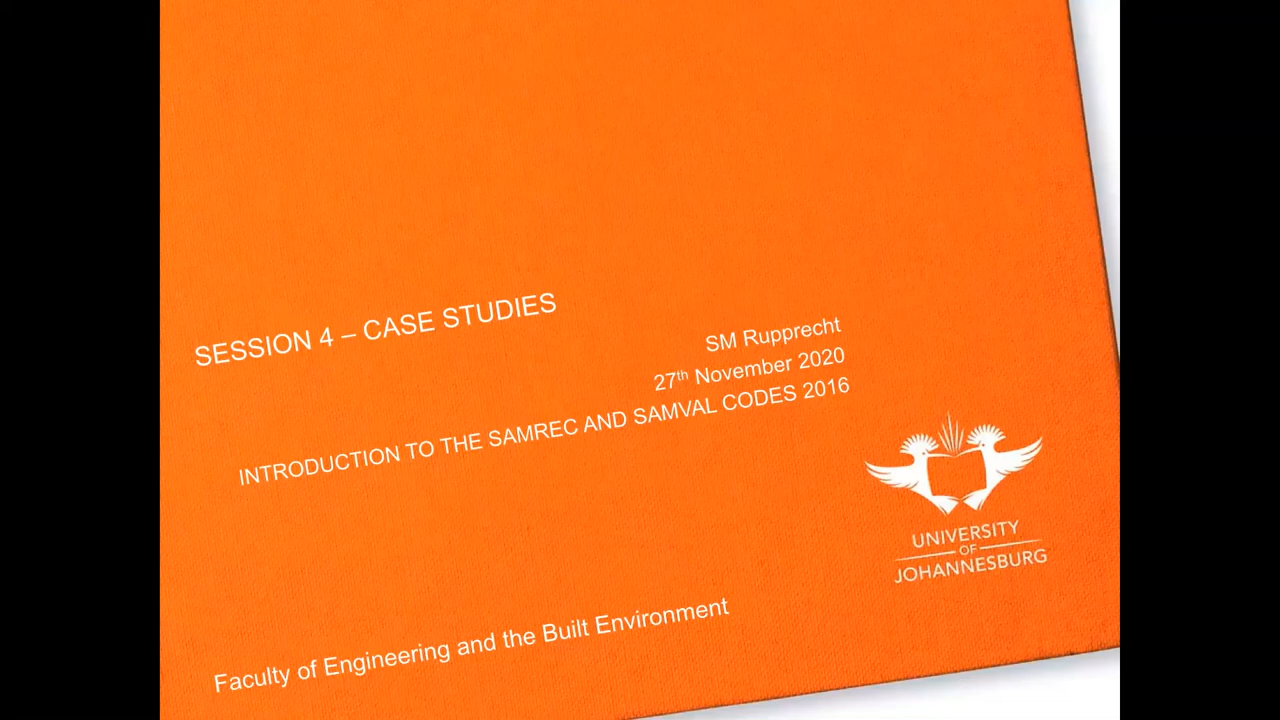 SESSION 4 – CASE STUDIES
SM Rupprecht
27th November 2020
INTRODUCTION TO THE SAMREC AND SAMVAL CODES 2016
UNIVERSITY
OF
JOHANNESBURG
Faculty of Engineering and the Built Environment